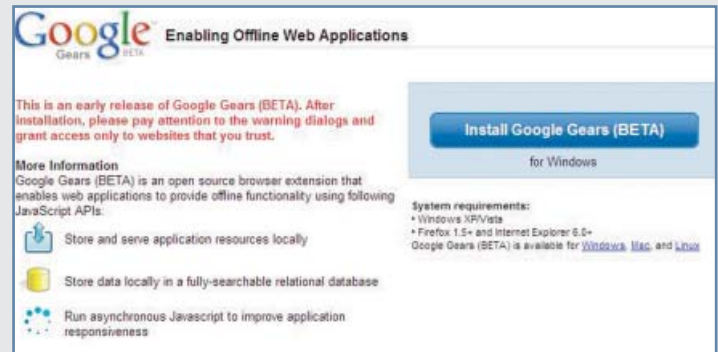 Google Gears BETA
Enabling Offline Web Applications
This is an early release of Google Gears (BETA). After
installation, please pay attention to the warning dialogs and
grant access only to websites that you trust.
More Information
Google Gears (BETA) is an open source browser extension that
enables web applications to provide offline functionality using following
JavaScript APIs:
Store and serve application resources locally
Store data locally in a fully-searchable relational database
Run asynchronous Javascript to improve application
responsiveness
Install Google Gears (BETA)
for Windows
System requirements:
• Windows XP/Vista
• Firefox 1.5+ and Internet Explorer 6.0+
Google Gears (BETA) is available for Windows, Mac, and Linux